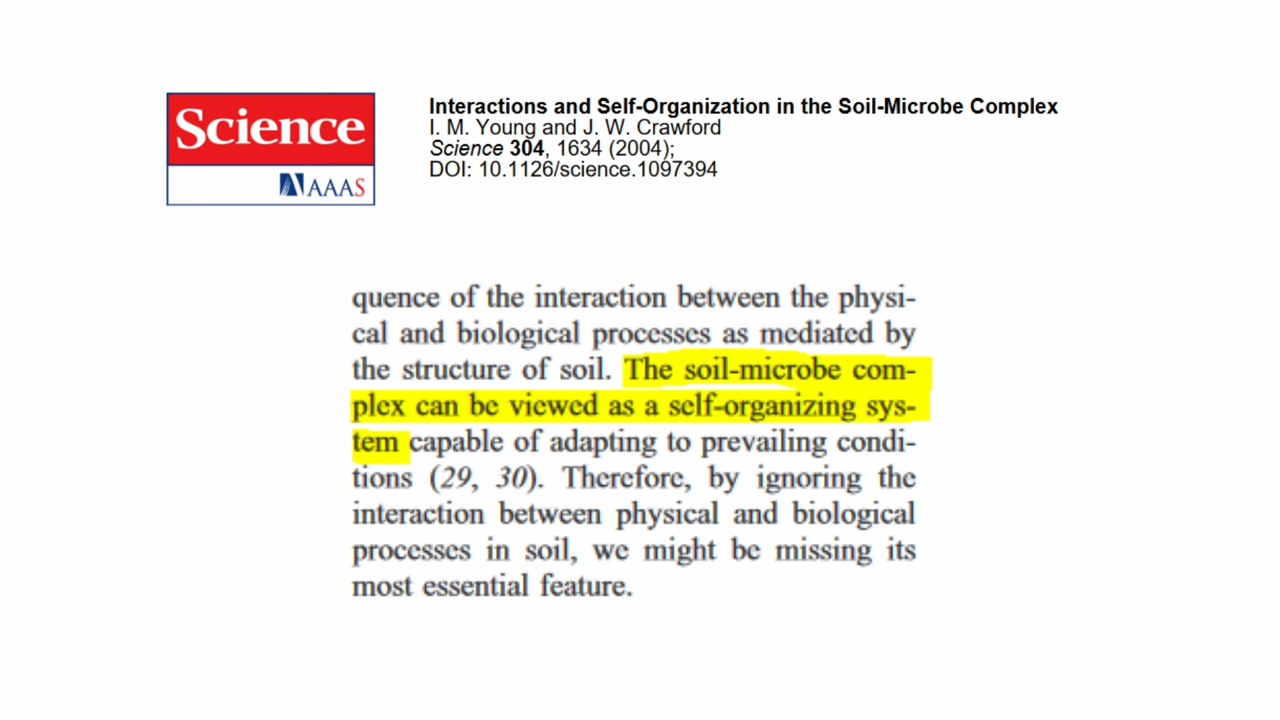 Science
AAAS
Interactions and Self-Organization in the Soil-Microbe Complex
I. M. Young and J. W. Crawford
Science 304, 1634 (2004);
DOI: 10.1126/science.1097394
quence of the interaction between the physi-
cal and biological processes as mediated by
the structure of soil. The soil-microbe com-
plex can be viewed as a self-organizing sys-
tem capable of adapting to prevailing condi-
tions (29, 30). Therefore, by ignoring the
interaction between physical and biological
processes in soil, we might be missing its
most essential feature.